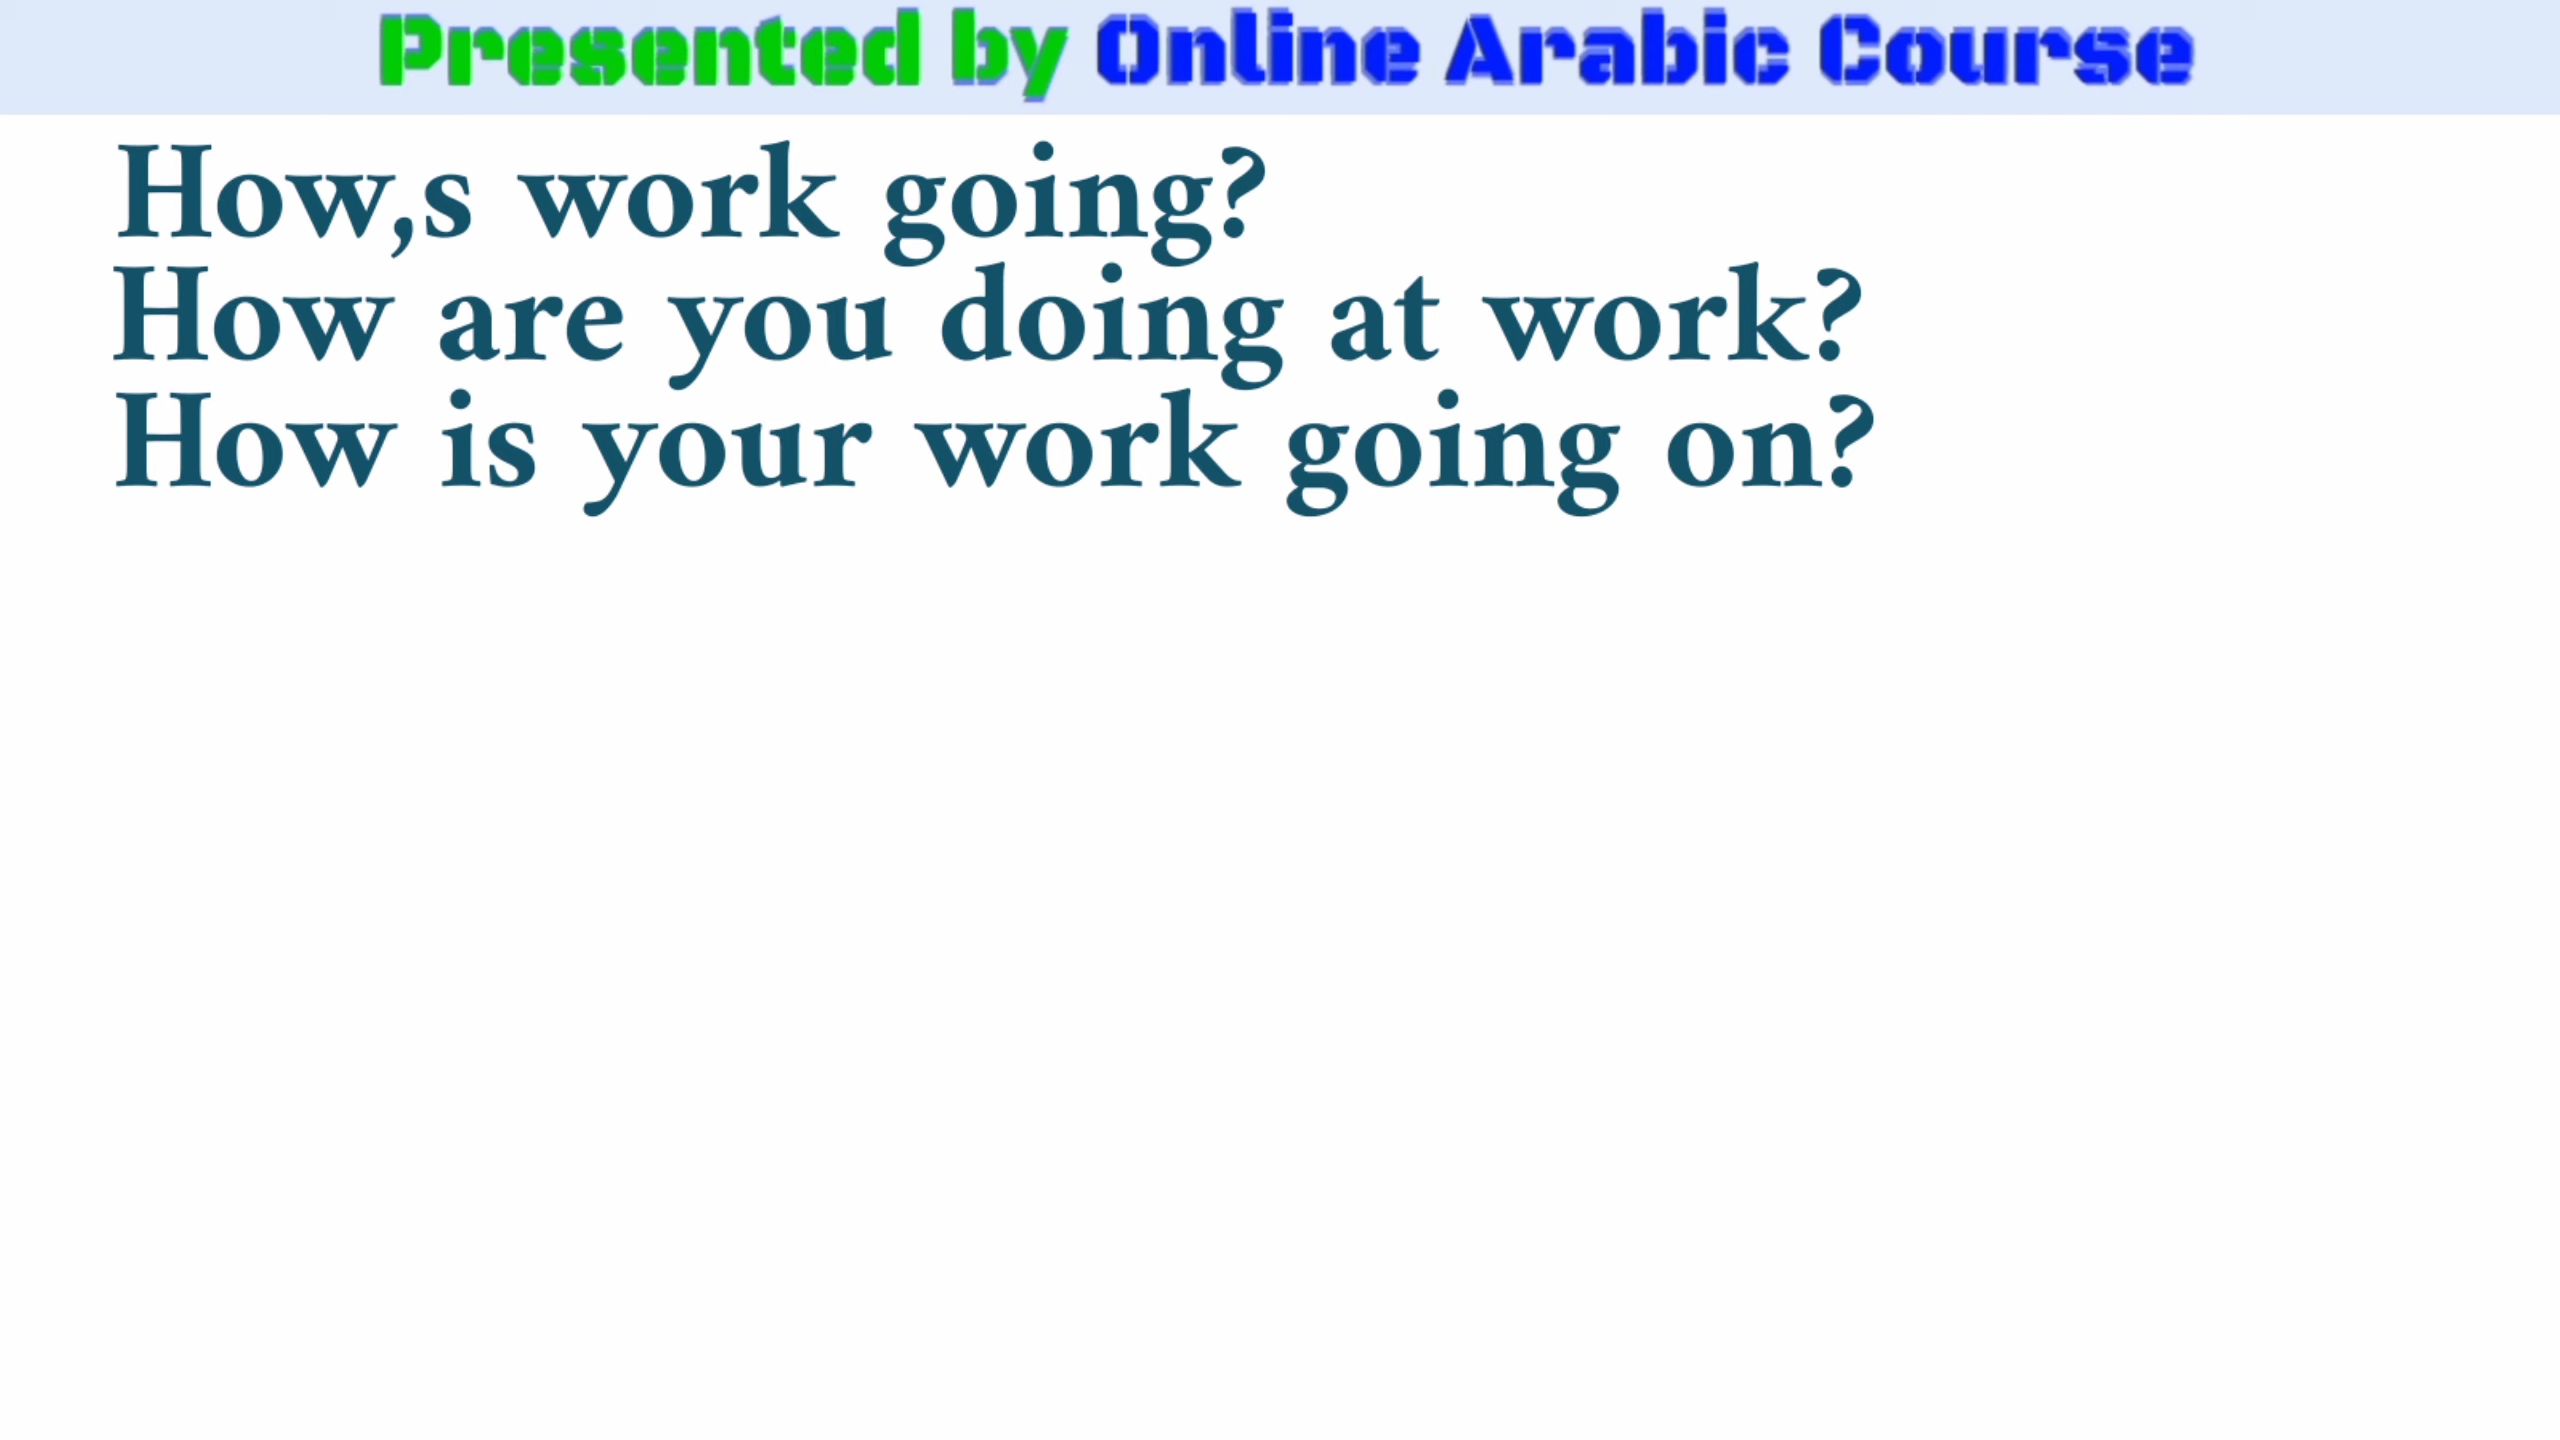 Presented by Online Arabic Course
How,s work going?
How are you doing at work?
How is your work going on?